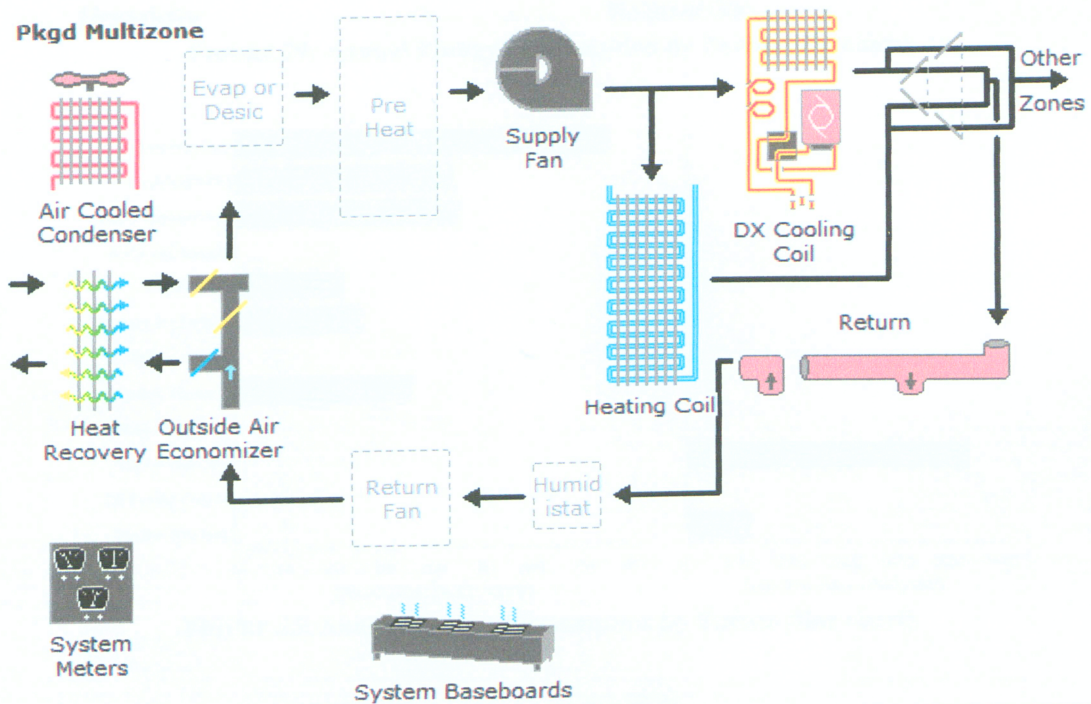 Pkgd Multizone
Air Cooled
Condenser
Evap or
Desic
Pre
Heat
Supply
Fan
DX Cooling
Coil
Other
Zones
Heating Coil
Return
Heat
Recovery
Outside Air
Economizer
Return
Fan
Humid
istat
System
Meters
System Baseboards